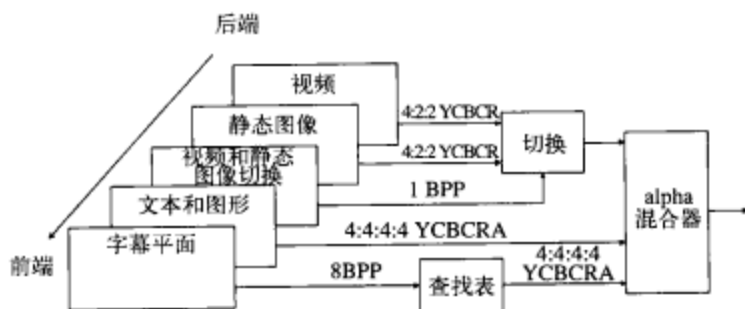 后端
视频
静态图像
视频和静态
图像切换
文本和图形
字幕平面
前端
4:2:2 YCBCR
4:2:2 YCBCR
1 BPP
4:4:4:4 YCBCRA
8BPP
切换
查找表
4:4:4:4
YCBCRA
alpha
混合器